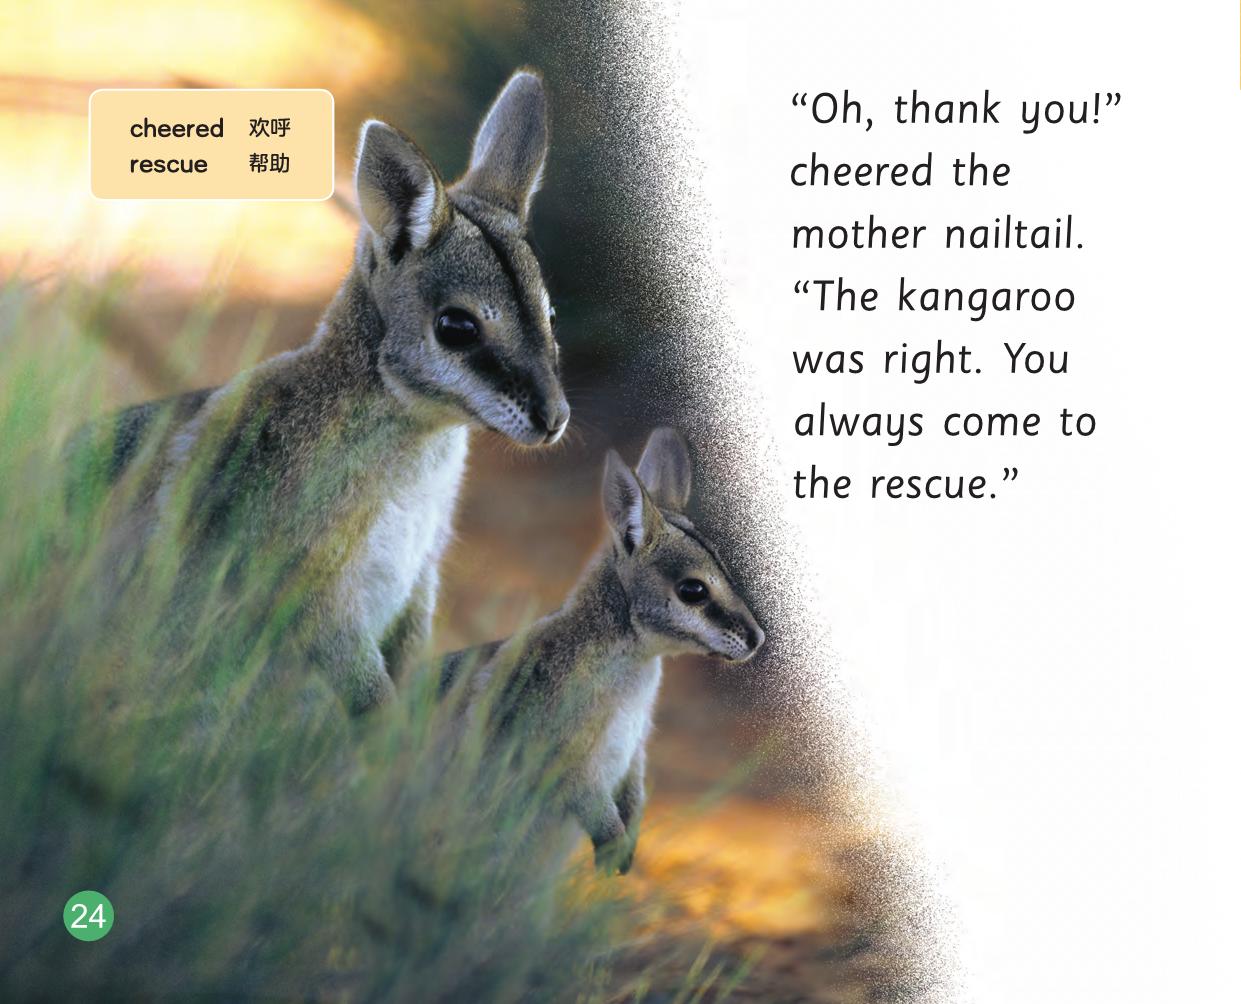 cheered 欢呼
rescue 帮助
“Oh, thank you!”
cheered the
mother nailtail.
“The kangaroo
was right. You
always come to
the rescue.”
24